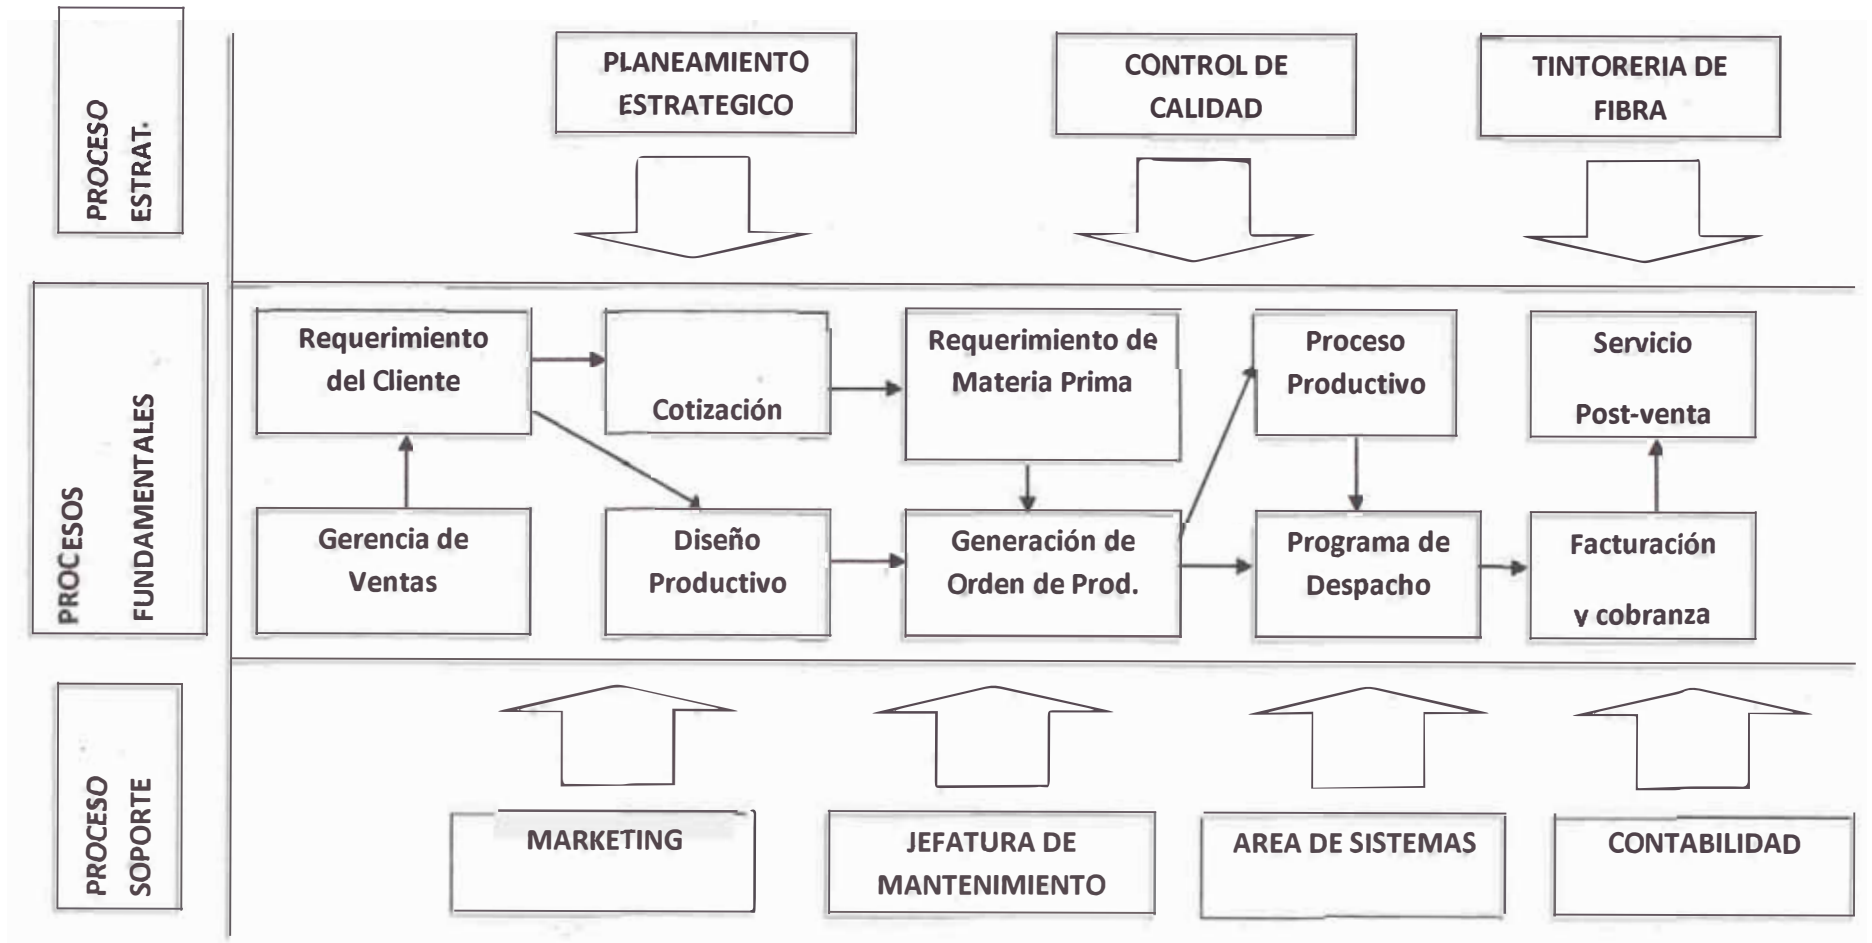 PROCESO
ESTRAT.
PLANEAMIENTO
ESTRATEGICO
CONTROL DE
CALIDAD
TINTORERIA DE
FIBRA
PROCESOS
FUNDAMENTALES
Requerimiento
del Cliente
Cotización
Requerimiento de
Materia Prima
Proceso
Productivo
Servicio
Post-venta
Gerencia de
Ventas
Diseño
Productivo
Generación de
Orden de Prod.
Programa de
Despacho
Facturación
y cobranza
PROCESO
SOPORTE
MARKETING
JEFATURA DE
MANTENIMIENTO
AREA DE SISTEMAS
CONTABILIDAD